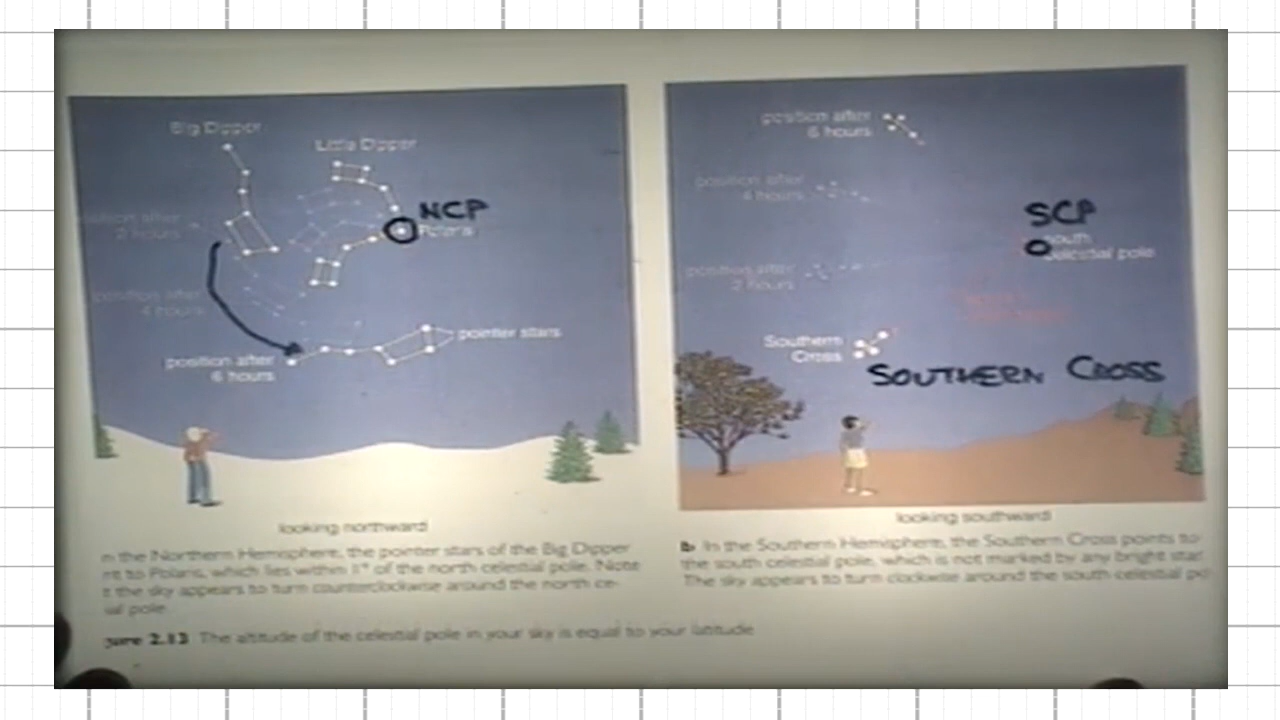 Big Dipper
Little Dipper
NCP
Polaris
position after
2 hours
position after
4 hours
pointer stars
position after
6 hours
looking northward
n the Northern Hemisphere, the pointer stars of the Big Dipper
nt to Polaris, which lies within 1° of the north celestial pole. Note
t the sky appears to turn counterclockwise around the north ce-
ial pole.
position after
6 hours
position after
4 hours
SCP
south
celestial pole
position after
2 hours
Southern
Cross
SOUTHERN CROSS
looking southward
b In the Southern Hemisphere, the Southern Cross points to
the south celestial pole, which is not marked by any bright star.
The sky appears to turn clockwise around the south celestial po
gure 2.13 The altitude of the celestial pole in your sky is equal to your latitude